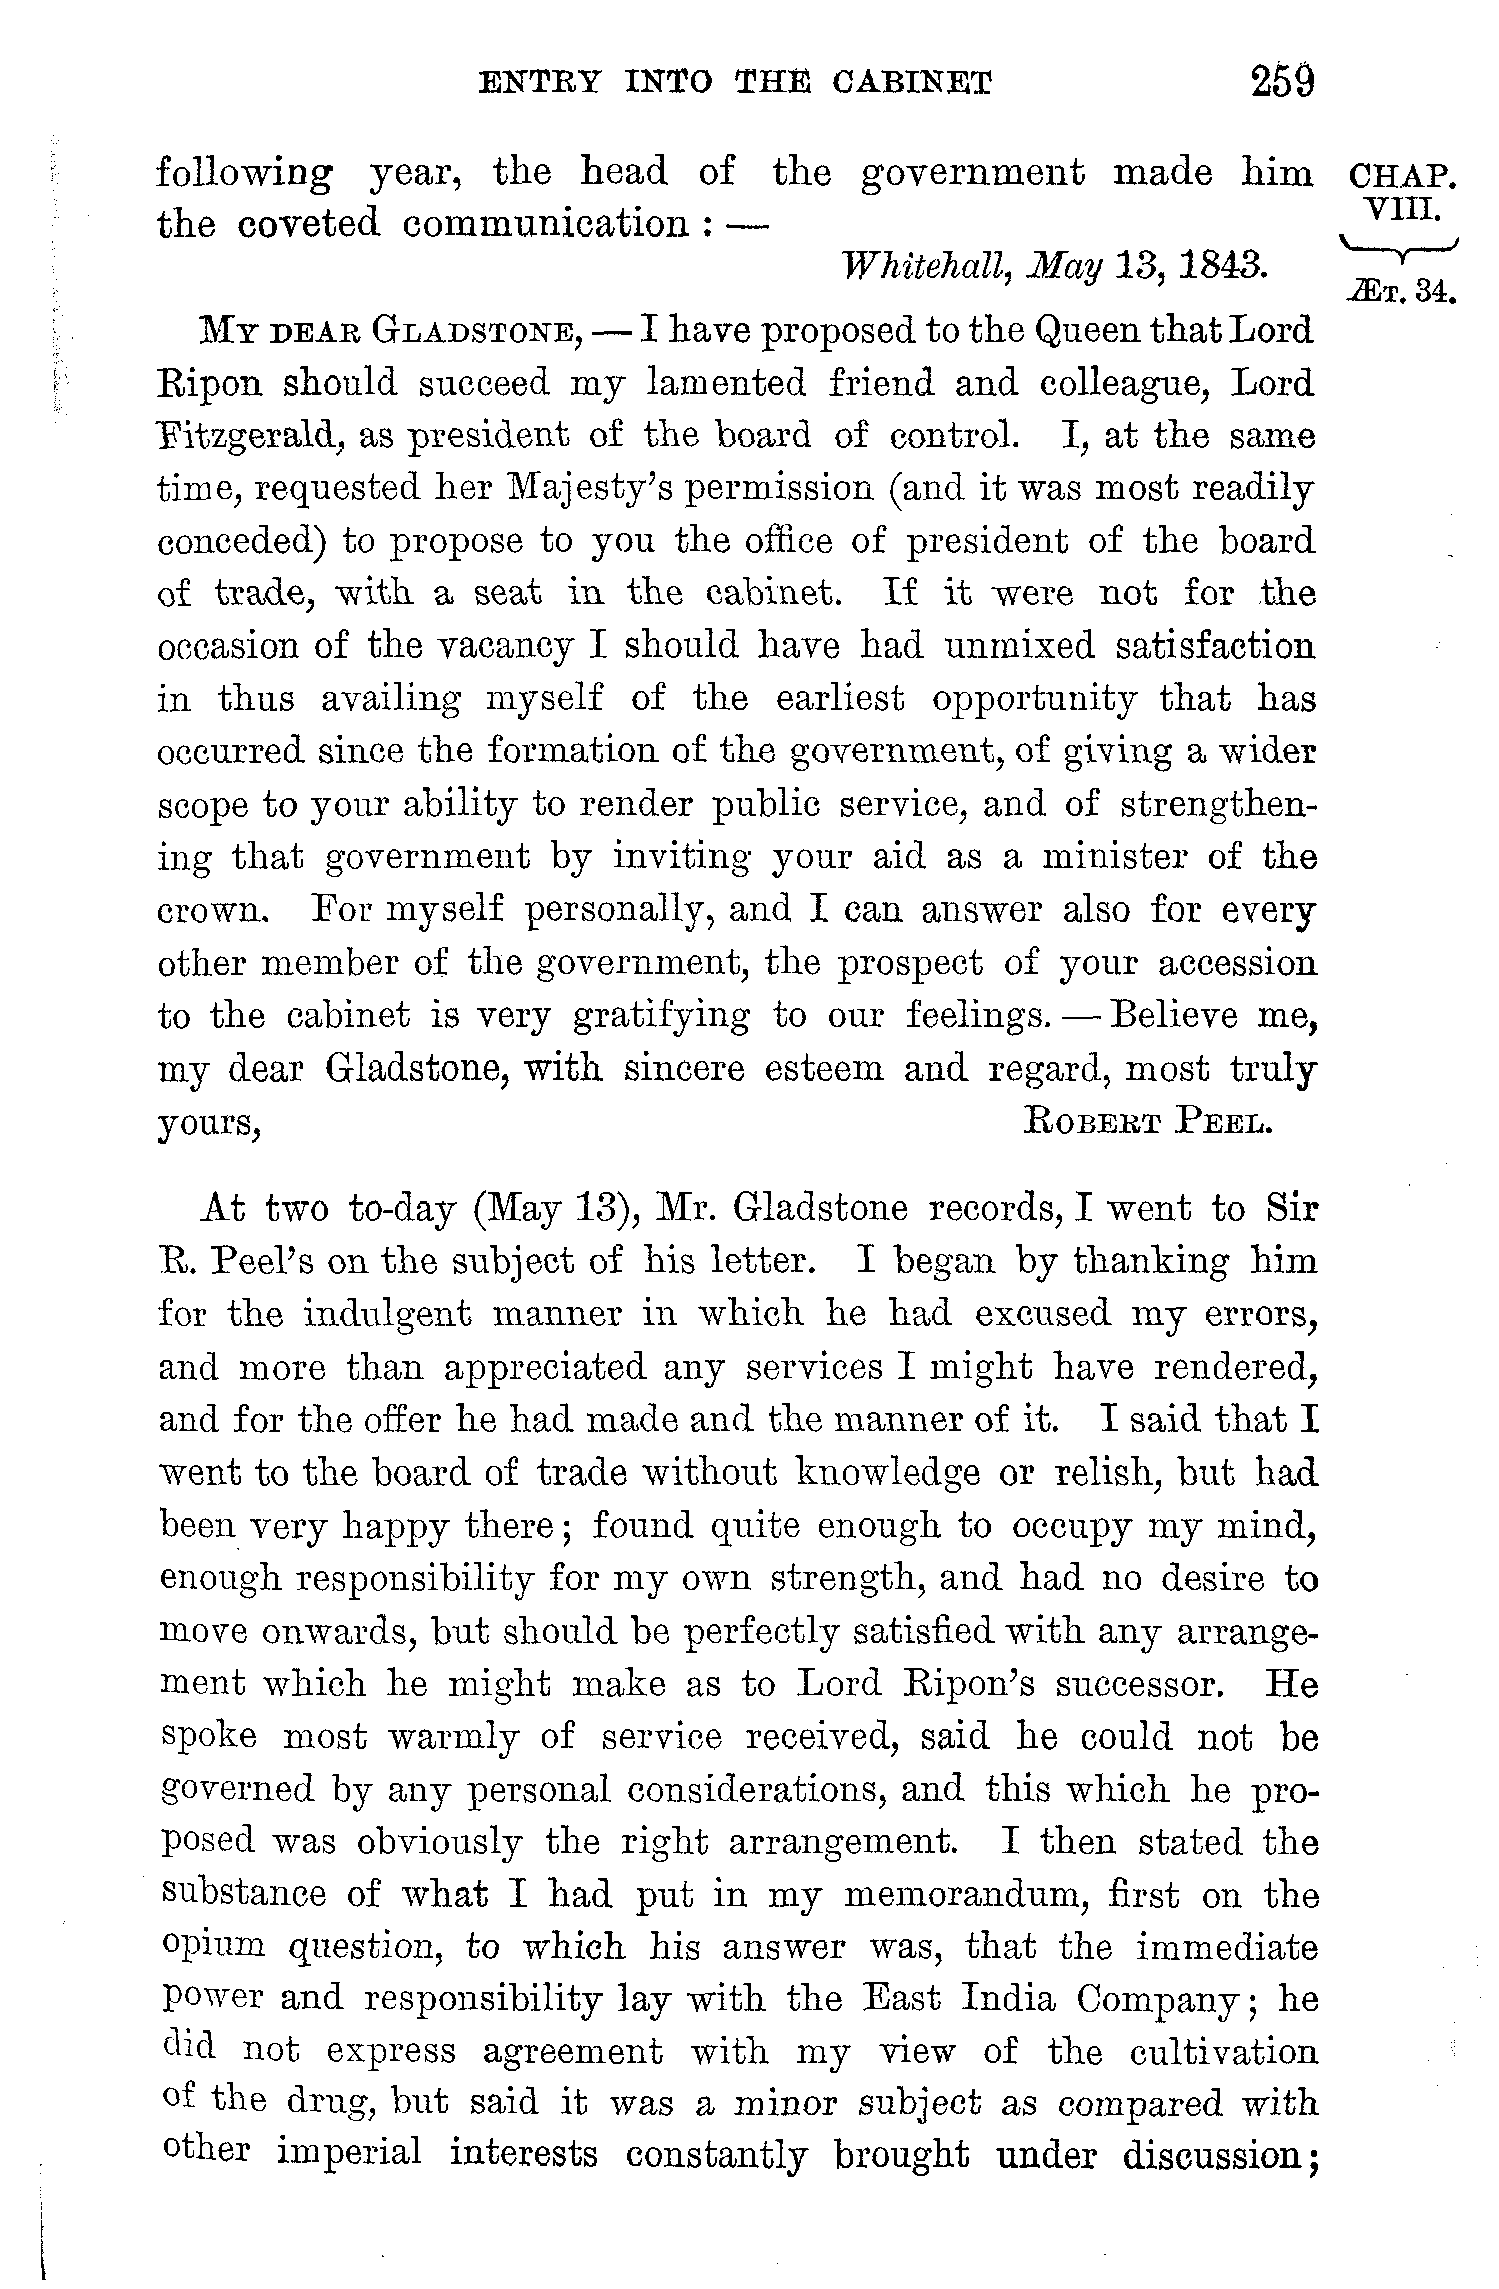 ENTRY INTO THE CABINET 259
following year, the head of the government made him
the coveted communication : —
CHAP.
VIII.
ÆT. 34.
Whitehall, May 13, 1843.
MY DEAR GLADSTONE, — I have proposed to the Queen that Lord
Ripon should succeed my lamented friend and colleague, Lord
Fitzgerald, as president of the board of control. I, at the same
time, requested her Majesty's permission (and it was most readily
conceded) to propose to you the office of president of the board
of trade, with a seat in the cabinet. If it were not for the
occasion of the vacancy I should have had unmixed satisfaction
in thus availing myself of the earliest opportunity that has
occurred since the formation of the government, of giving a wider
scope to your ability to render public service, and of strengthen-
ing that government by inviting your aid as a minister of the
crown. For myself personally, and I can answer also for every
other member of the government, the prospect of your accession
to the cabinet is very gratifying to our feelings. — Believe me,
my dear Gladstone, with sincere esteem and regard, most truly
yours, ROBERT PEEL.
At two to-day (May 13), Mr. Gladstone records, I went to Sir
R. Peel's on the subject of his letter. I began by thanking him
for the indulgent manner in which he had excused my errors,
and more than appreciated any services I might have rendered,
and for the offer he had made and the manner of it. I said that I
went to the board of trade without knowledge or relish, but had
been very happy there; found quite enough to occupy my mind,
enough responsibility for my own strength, and had no desire to
move onwards, but should be perfectly satisfied with any arrange-
ment which he might make as to Lord Ripon's successor. He
spoke most warmly of service received, said he could not be
governed by any personal considerations, and this which he pro-
posed was obviously the right arrangement. I then stated the
substance of what I had put in my memorandum, first on the
opium question, to which his answer was, that the immediate
power and responsibility lay with the East India Company; he
did not express agreement with my view of the cultivation
of the drug, but said it was a minor subject as compared with
other imperial interests constantly brought under discussion;